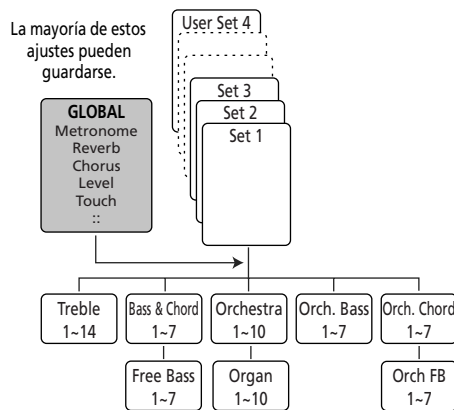 La mayoría de estos
ajustes pueden
guardarse.
GLOBAL
Metronome
Reverb
Chorus
Level
Touch
::
User Set 4
Set 3
Set 2
Set 1
Treble
1~14
Bass & Chord
1~7
Orchestra
1~10
Orch. Bass
1~7
Orch. Chord
1~7
Free Bass
1~7
Organ
1~10
Orch FB
1~7